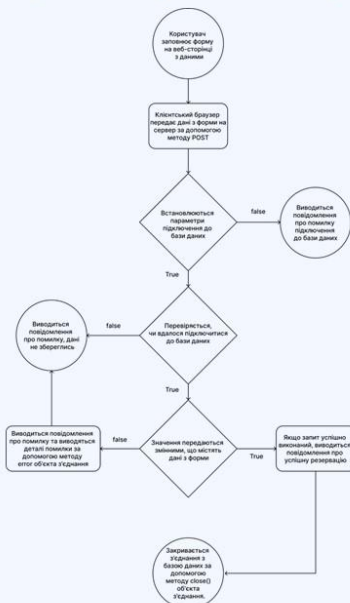 Користувач
заповнює форму
на веб-сторінці
з даними
Клієнтський браузер
передає дані з форми на
сервер за допомогою
методу POST
Встановлюються
параметри
підключення до
бази даних
false
Виводиться
повідомлення
про помилку
підключення
до бази даних
True
Перевіряється,
чи вдалося підключитися
до бази даних
false
Виводиться
повідомлення
про помилку, дані
не збереглись
True
Значення передаються
змінними, що містять
дані з форми
false
Виводиться повідомлення
про помилку та виводяться
деталі помилки за
допомогою методу
error об'єкта з'єднання
True
Якщо запит успішно
виконаний, виводиться
повідомлення про
успішну резервацію
Закривається
з'єднання з
базою даних за
допомогою
методу close()
об'єкта
з'єднання.